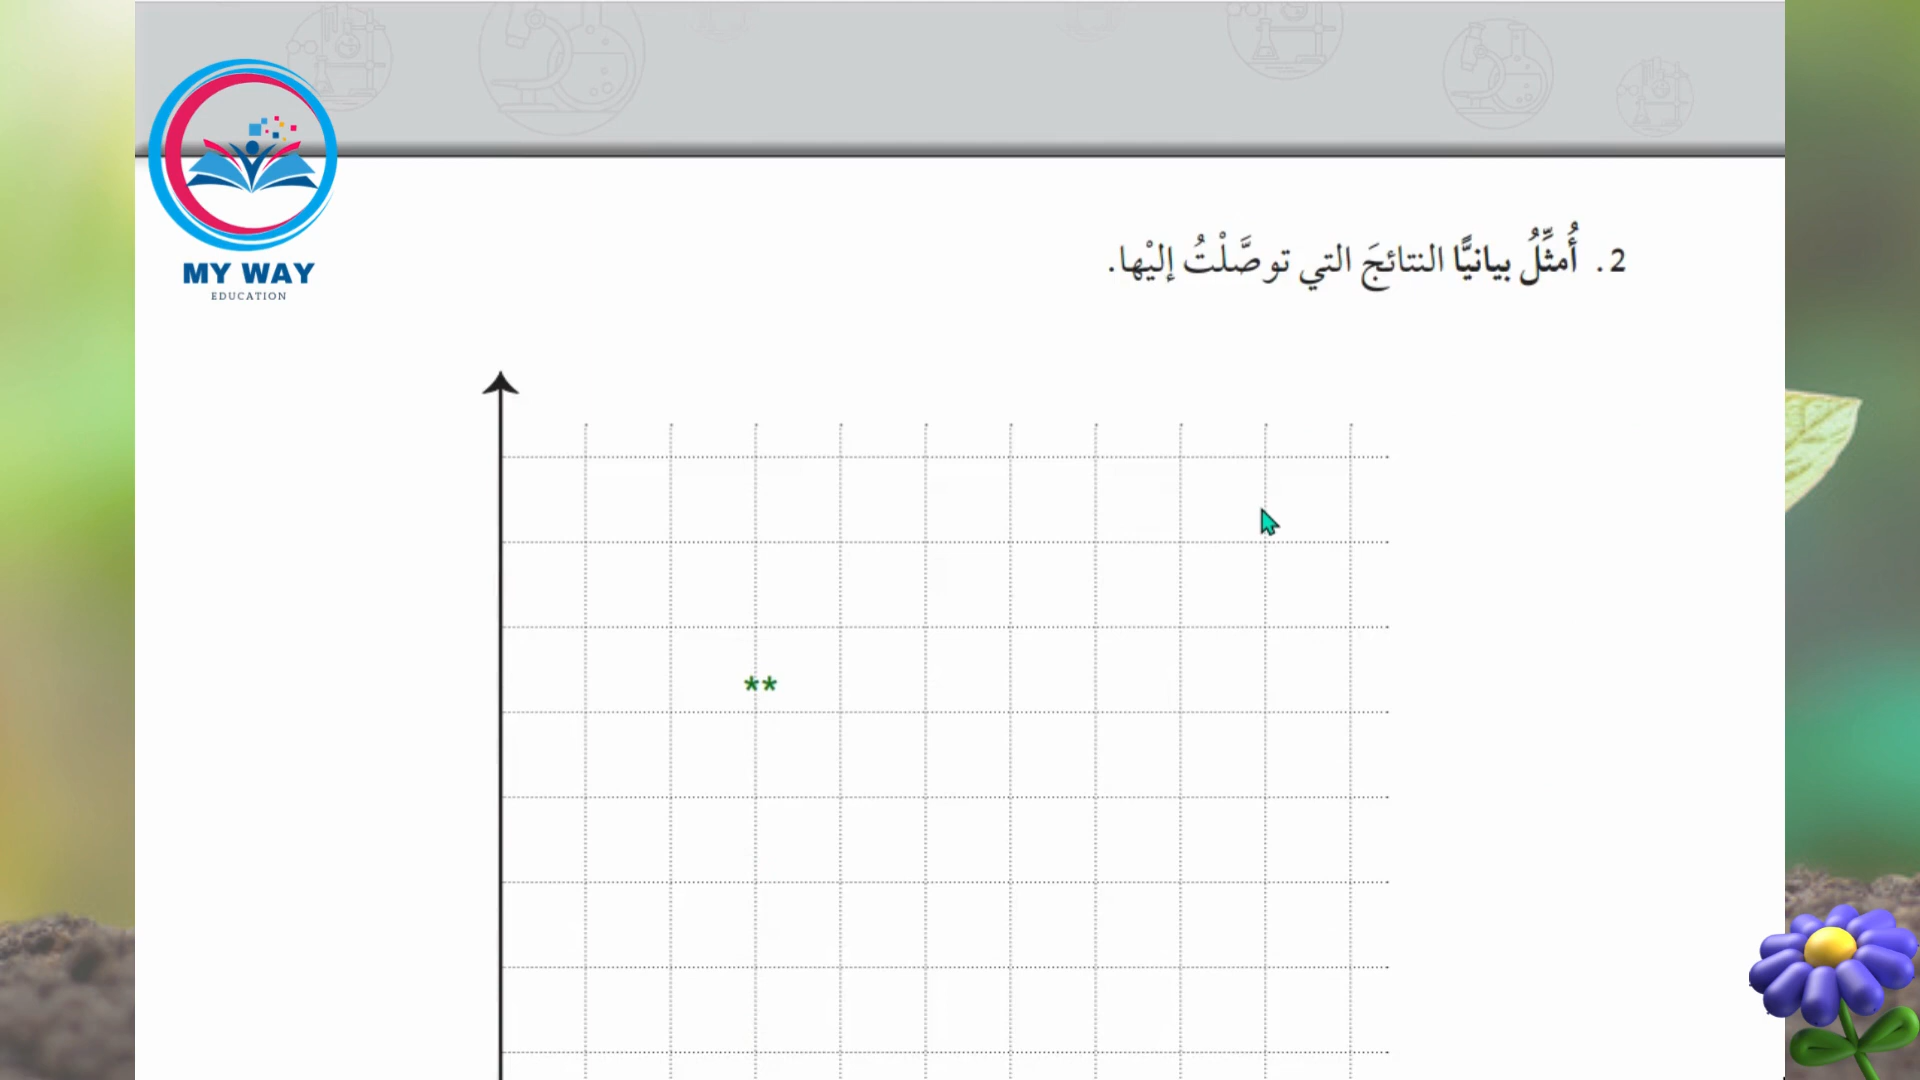 MY WAY
EDUCATION
2. أُمثِّلُ بيانيًّا النتائجَ التي توصَّلْتُ إليْها.
**